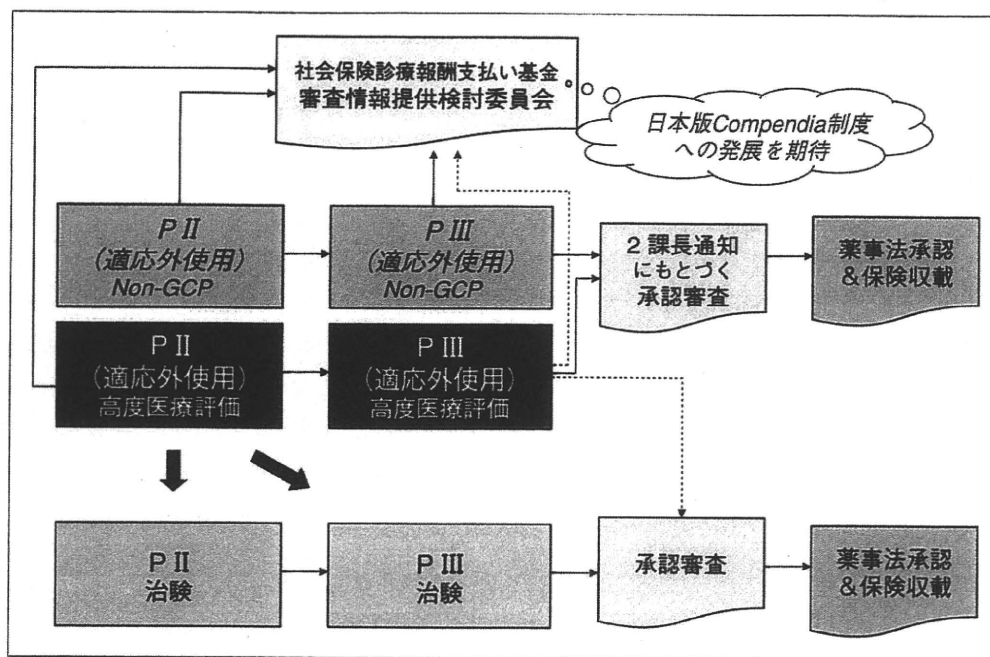 社会保険診療報酬支払い基金
審査情報提供検討委員会
日本版Compendia制度
への発展を期待
P II
(適応外使用)
Non-GCP
P III
(適応外使用)
Non-GCP
2 課長通知
にもとづく
承認審査
薬事法承認
&保険収載
P II
(適応外使用)
高度医療評価
P III
(適応外使用)
高度医療評価
P II
治験
P III
治験
承認審査
薬事法承認
&保険収載